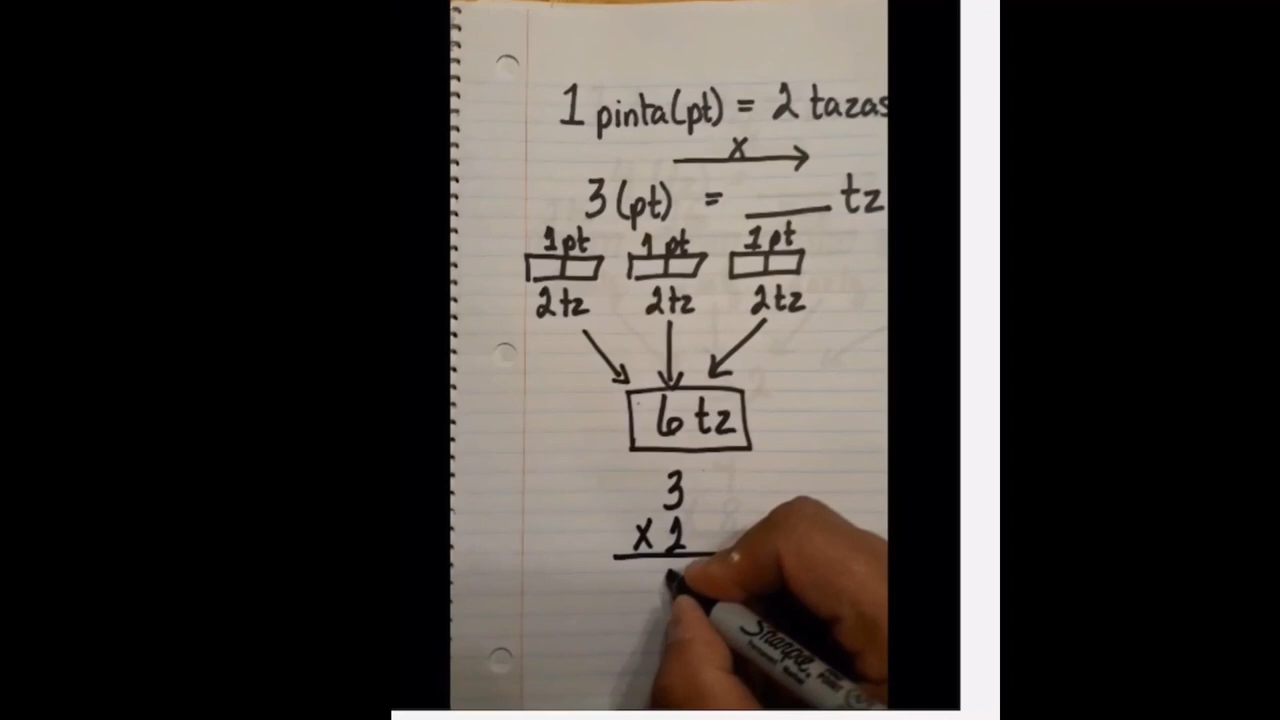 1 pinta(pt) = 2 tazas
x
3 (pt) = ____ tz
1pt 1pt 1pt
2tz 2tz 2tz
6 tz
3
x 2
Sharpie